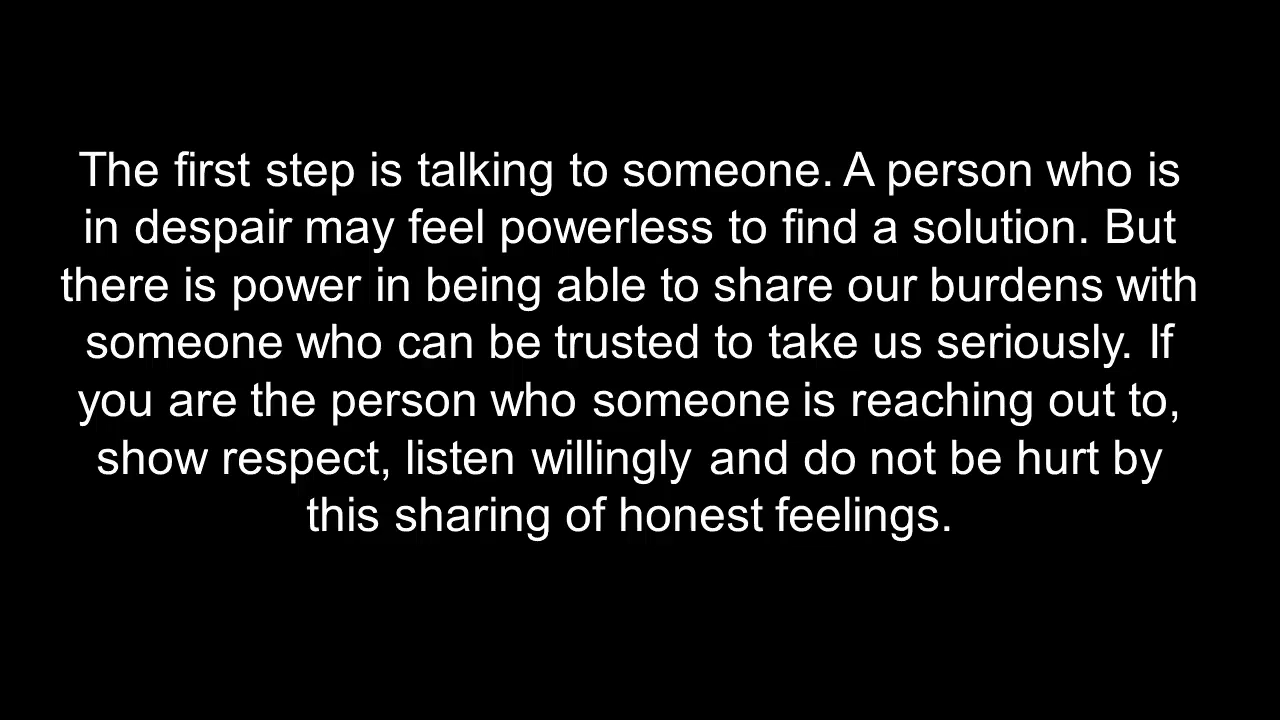 The first step is talking to someone. A person who is
in despair may feel powerless to find a solution. But
there is power in being able to share our burdens with
someone who can be trusted to take us seriously. If
you are the person who someone is reaching out to,
show respect, listen willingly and do not be hurt by
this sharing of honest feelings.